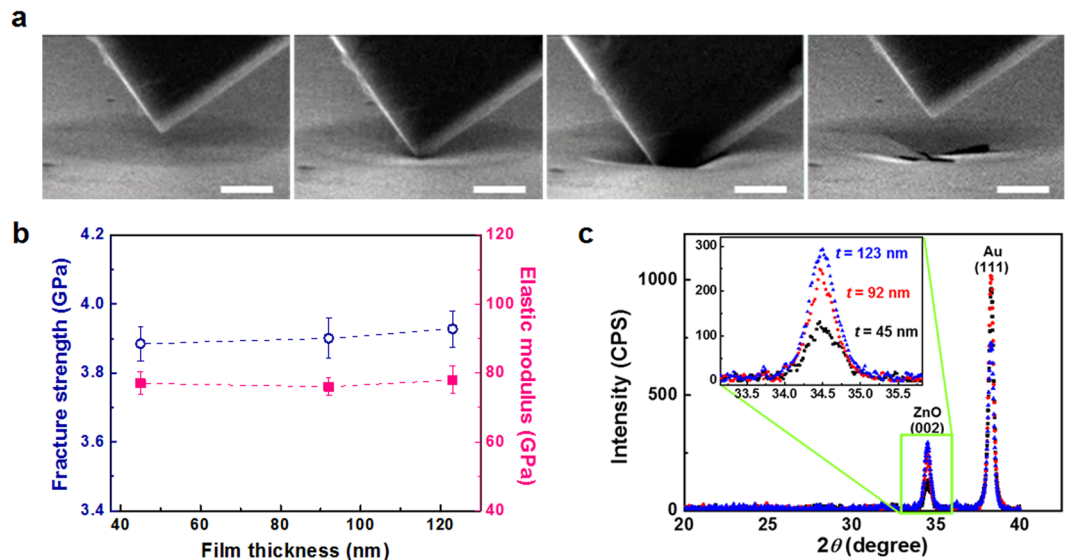 a
b
4.2
4.0
3.8
3.6
3.4
Fracture strength (GPa)
120
100
80
60
40
Elastic modulus (GPa)
40 60 80 100 120
Film thickness (nm)
c
1000
500
0
Intensity (CPS)
300
200
100
0
t = 123 nm
t = 92 nm
t = 45 nm
33.5 34.0 34.5 35.0 35.5
Au
(111)
ZnO
(002)
20 25 30 35 40
2θ (degree)